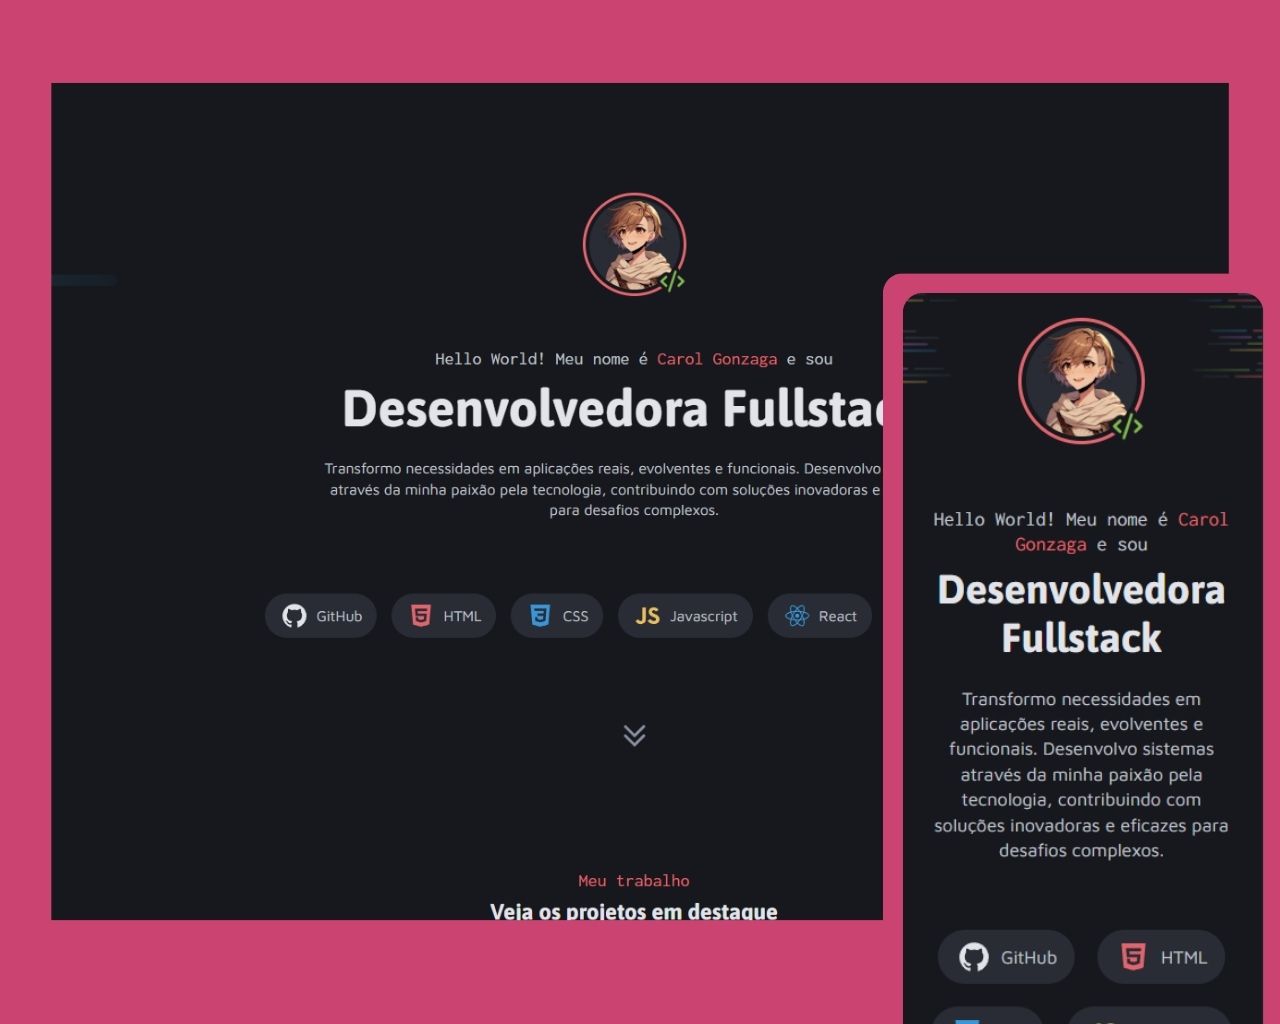 </>
Hello World! Meu nome é Carol Gonzaga e sou
Desenvolvedora Fullsta
Transformo necessidades em aplicações reais, evolventes e funcionais. Desenvolvo
através da minha paixão pela tecnologia, contribuindo com soluções inovadoras e
para desafios complexos.
GitHub
5 HTML
3 CSS
JS Javascript
React
Meu trabalho
Veja os projetos em destaque
</>
Hello World! Meu nome é Carol
Gonzaga e sou
Desenvolvedora
Fullstack
Transformo necessidades em
aplicações reais, evolventes e
funcionais. Desenvolvo sistemas
através da minha paixão pela
tecnologia, contribuindo com
soluções inovadoras e eficazes para
desafios complexos.
GitHub
5 HTML